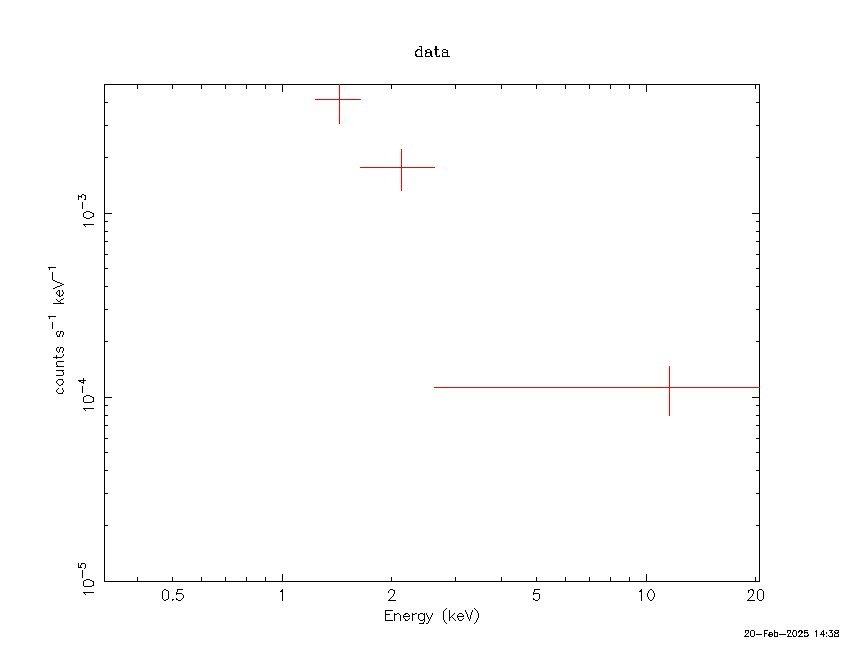 data
counts s⁻¹ keV⁻¹
10⁻³
10⁻⁴
10⁻⁵
0.5 1 2 5 10 20
Energy (keV)
20-Feb-2025 14:38